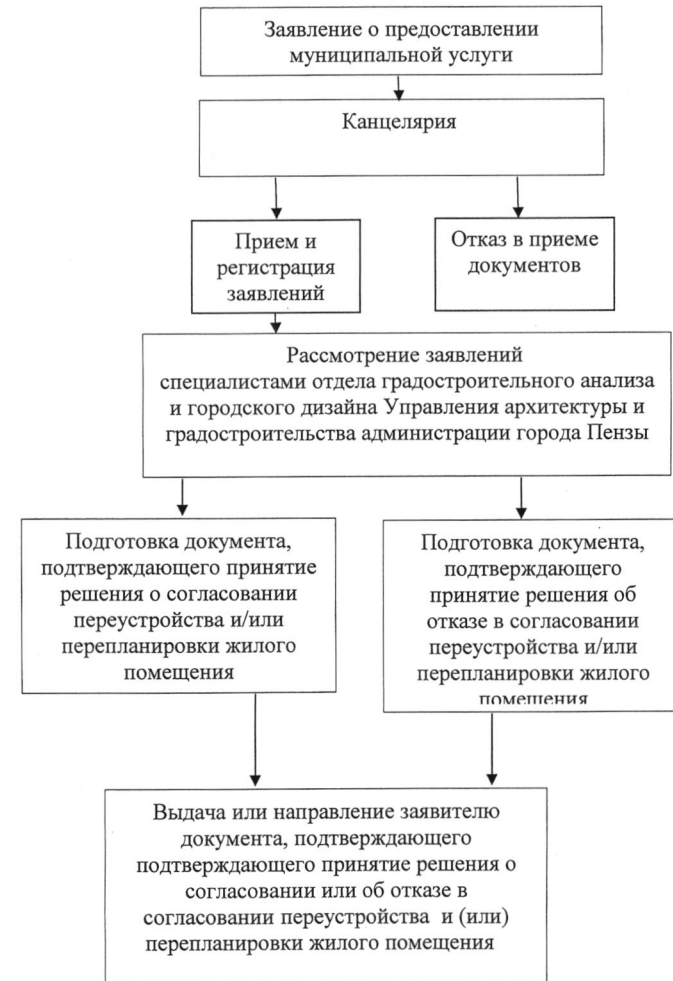 Заявление о предоставлении
муниципальной услуги
Канцелярия
Прием и
регистрация
заявлений
Отказ в приеме
документов
Рассмотрение заявлений
специалистами отдела градостроительного анализа
и городского дизайна Управления архитектуры и
градостроительства администрации города Пензы
Подготовка документа,
подтверждающего принятие
решения о согласовании
переустройства и/или
перепланировки жилого
помещения
Подготовка документа,
подтверждающего
принятие решения об
отказе в согласовании
переустройства и/или
перепланировки жилого
помещения
Выдача или направление заявителю
документа, подтверждающего
подтверждающего принятие решения о
согласовании или об отказе в
согласовании переустройства и (или)
перепланировки жилого помещения